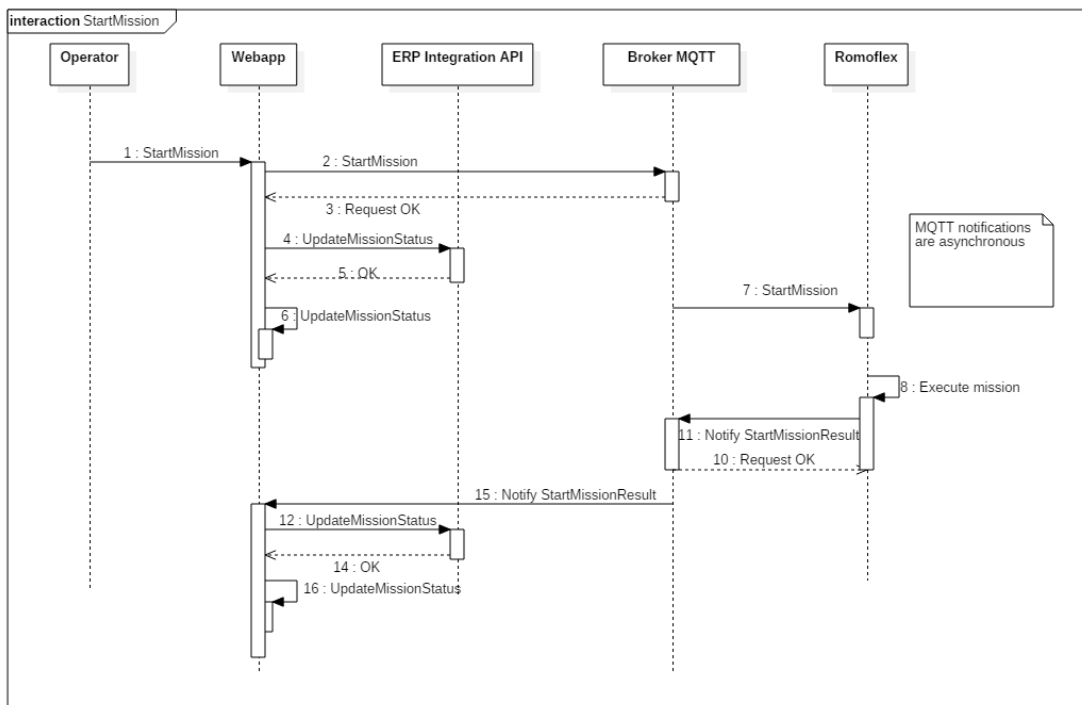 interaction StartMission
Operator
Webapp
ERP Integration API
Broker MQTT
Romoflex
1 : StartMission
2 : StartMission
3 : Request OK
MQTT notifications
are asynchronous
4 : UpdateMissionStatus
5 : OK
7 : StartMission
6 : UpdateMissionStatus
8 : Execute mission
11 : Notify StartMissionResult
10 : Request OK
15 : Notify StartMissionResult
12 : UpdateMissionStatus
14 : OK
16 : UpdateMissionStatus